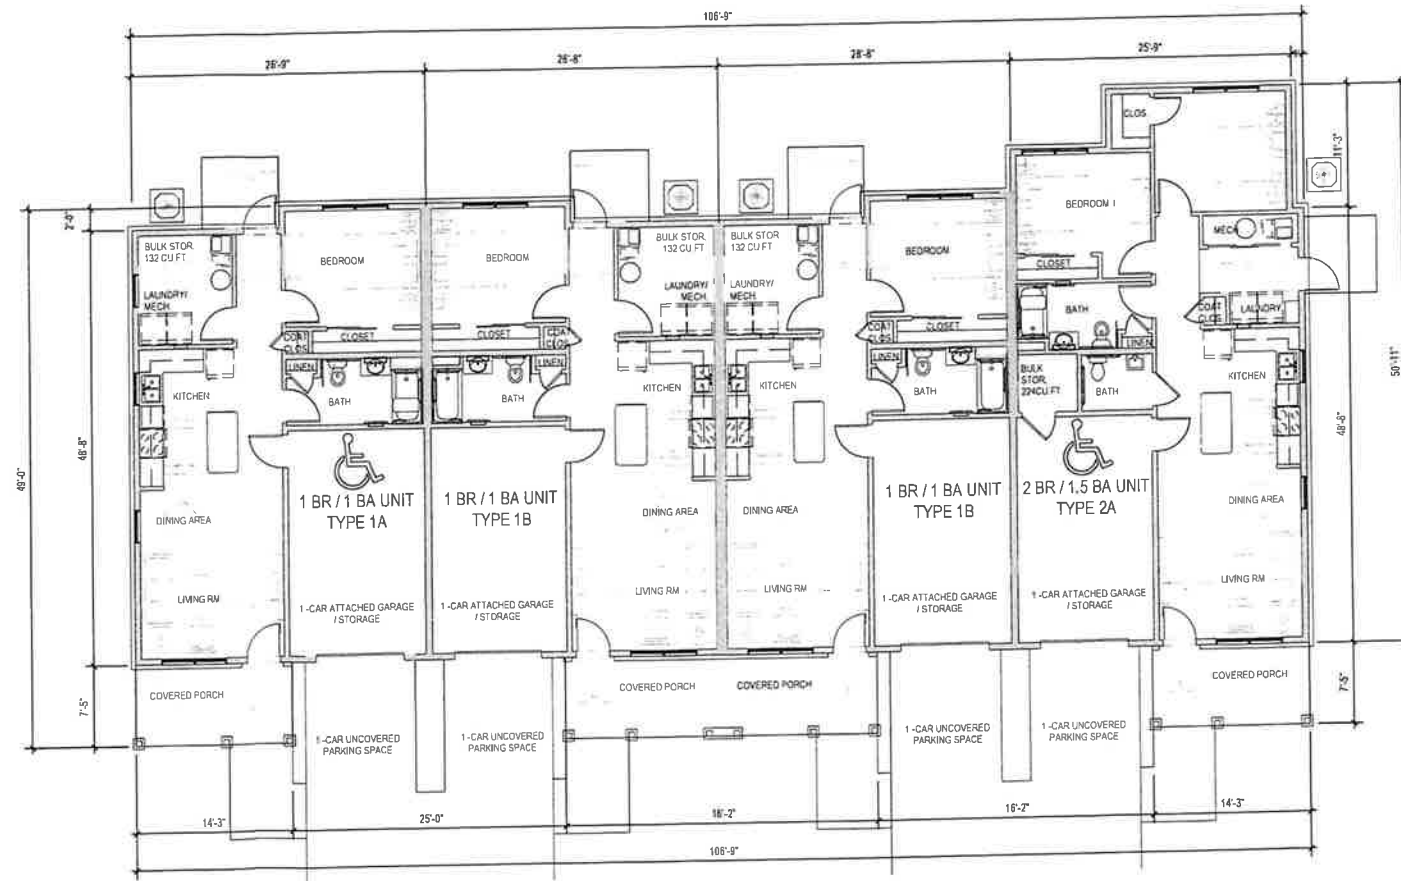 106'-9"
26'-9"
26'-8"
26'-8"
25'-9"
CLOS
11'-3"
2'-0"
BEDROOM 1
MECH
BULK STOR.
132 CU FT
BEDROOM
BEDROOM
BULK STOR.
132 CU FT
BULK STOR.
132 CU FT
BEDROOM
CLOSET
LAUNDRY/
MECH.
LAUNDRY/
MECH.
LAUNDRY/
MECH.
BATH
COAT
CLOS
LAUNDRY
COAT
CLOS
CLOSET
CLOSET
COAT
CLOS
COAT
CLOS
CLOSET
LINEN
LINEN
LINEN
LINEN
BULK
STOR.
224CU.FT
KITCHEN
BATH
BATH
KITCHEN
KITCHEN
BATH
BATH
KITCHEN
50'-11"
49'-0"
48'-8"
48'-8"
1 BR / 1 BA UNIT
TYPE 1A
1 BR / 1 BA UNIT
TYPE 1B
1 BR / 1 BA UNIT
TYPE 1B
2 BR / 1.5 BA UNIT
TYPE 2A
DINING AREA
DINING AREA
DINING AREA
DINING AREA
LIVING RM
1-CAR ATTACHED GARAGE
/ STORAGE
1-CAR ATTACHED GARAGE
/ STORAGE
LIVING RM
LIVING RM
1-CAR ATTACHED GARAGE
/ STORAGE
1-CAR ATTACHED GARAGE
/ STORAGE
LIVING RM
COVERED PORCH
COVERED PORCH
COVERED PORCH
COVERED PORCH
7'-5"
7'-5"
1-CAR UNCOVERED
PARKING SPACE
1-CAR UNCOVERED
PARKING SPACE
1-CAR UNCOVERED
PARKING SPACE
1-CAR UNCOVERED
PARKING SPACE
14'-3"
25'-0"
16'-2"
14'-3"
106'-9"